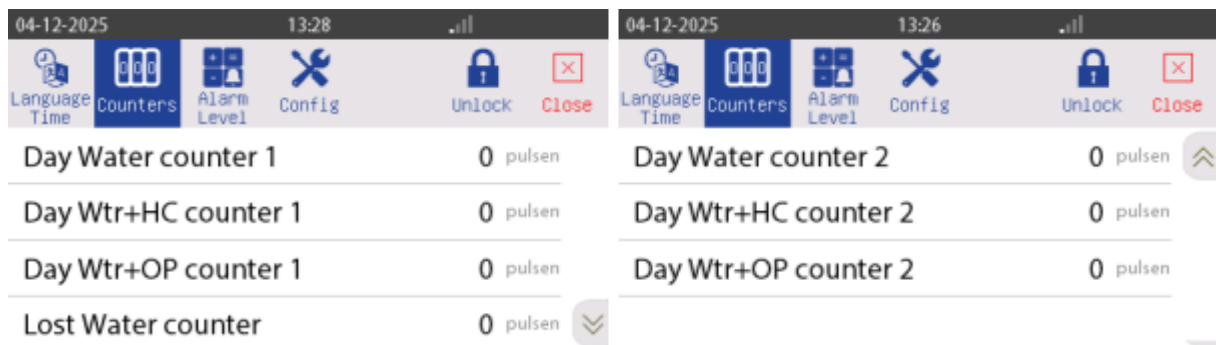 04-12-2025 13:28
Language Time Counters Alarm Level Config Unlock Close
Day Water counter 1 0 pulsen
Day Wtr+HC counter 1 0 pulsen
Day Wtr+OP counter 1 0 pulsen
Lost Water counter 0 pulsen
04-12-2025 13:26
Language Time Counters Alarm Level Config Unlock Close
Day Water counter 2 0 pulsen
Day Wtr+HC counter 2 0 pulsen
Day Wtr+OP counter 2 0 pulsen